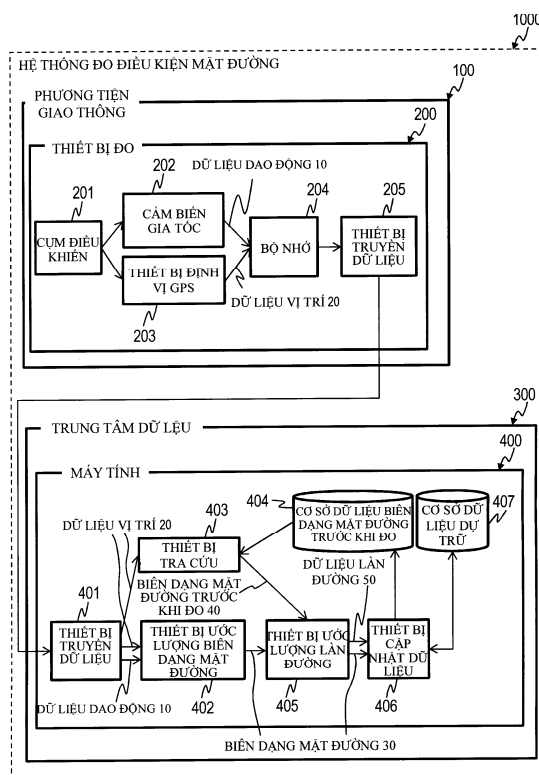 1000
HỆ THỐNG ĐO ĐIỀU KIỆN MẶT ĐƯỜNG
100
PHƯƠNG TIỆN
GIAO THÔNG
200
THIẾT BỊ ĐO
202
DỮ LIỆU DAO ĐỘNG 10
201
204
205
CẢM BIẾN
GIA TỐC
CỤM ĐIỀU
KHIỂN
BỘ NHỚ
THIẾT BỊ
TRUYỀN
DỮ LIỆU
THIẾT BỊ ĐỊNH
VỊ GPS
DỮ LIỆU VỊ TRÍ 20
203
300
TRUNG TÂM DỮ LỆU
400
MÁY TÍNH
DỮ LIỆU VỊ TRÍ 20
403
404
CƠ SỞ DỮ LIỆU BIẾN
DẠNG MẶT ĐƯỜNG
TRƯỚC KHI ĐO
CƠ SỞ DỮ
LIỆU DỰ
TRỮ
407
THIẾT BỊ
TRA CỨU
DỮ LIỆU LÀN
ĐƯỜNG 50
BIẾN DẠNG MẶT
ĐƯỜNG TRƯỚC
KHI ĐO 40
401
THIẾT BỊ
TRUYỀN
DỮ LIỆU
THIẾT BỊ ƯỚC
LƯỢNG BIẾN
DẠNG MẶT
ĐƯỜNG
THIẾT BỊ ƯỚC
LƯỢNG LÀN
ĐƯỜNG
THIẾT BỊ
CẬP
NHẬT DỮ
LIỆU
DỮ LIỆU DAO ĐỘNG 10
402
405
406
BIẾN DẠNG MẶT ĐƯỜNG 30